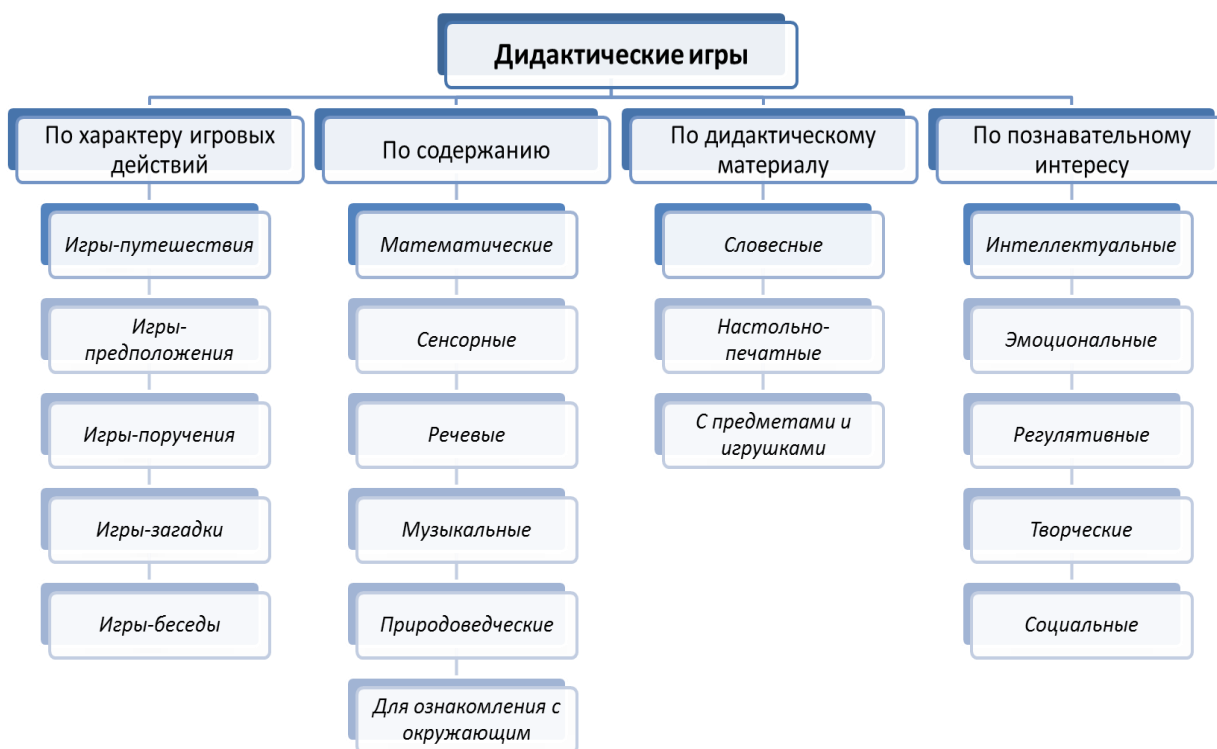 Дидактические игры
По характеру игровых
действий
Игры-путешествия
Игры-
предположения
Игры-поручения
Игры-загадки
Игры-беседы
По содержанию
Математические
Сенсорные
Речевые
Музыкальные
Природоведческие
Для ознакомления с
окружающим
По дидактическому
материалу
Словесные
Настольно-
печатные
С предметами и
игрушками
По познавательному
интересу
Интеллектуальные
Эмоциональные
Регулятивные
Творческие
Социальные